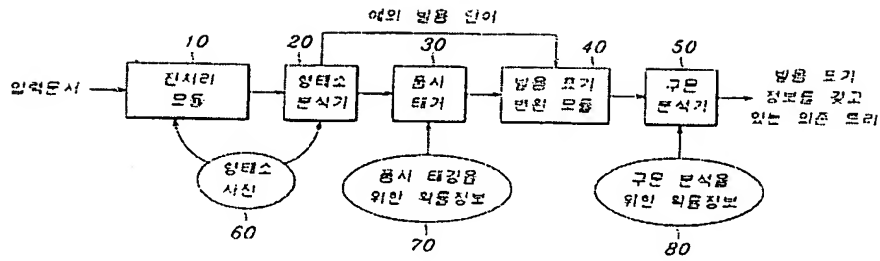 예외 발음 단어
10
20
30
40
50
입력문서
전처리
모듈
형태소
분석기
품사
태거
발음 표기
변환 모듈
구문
분석기
발음 표기
정보를 갖고
있는 의존 트리
형태소
사전
품사 태깅을
위한 확률정보
구문 분석을
위한 확률정보
60
70
80